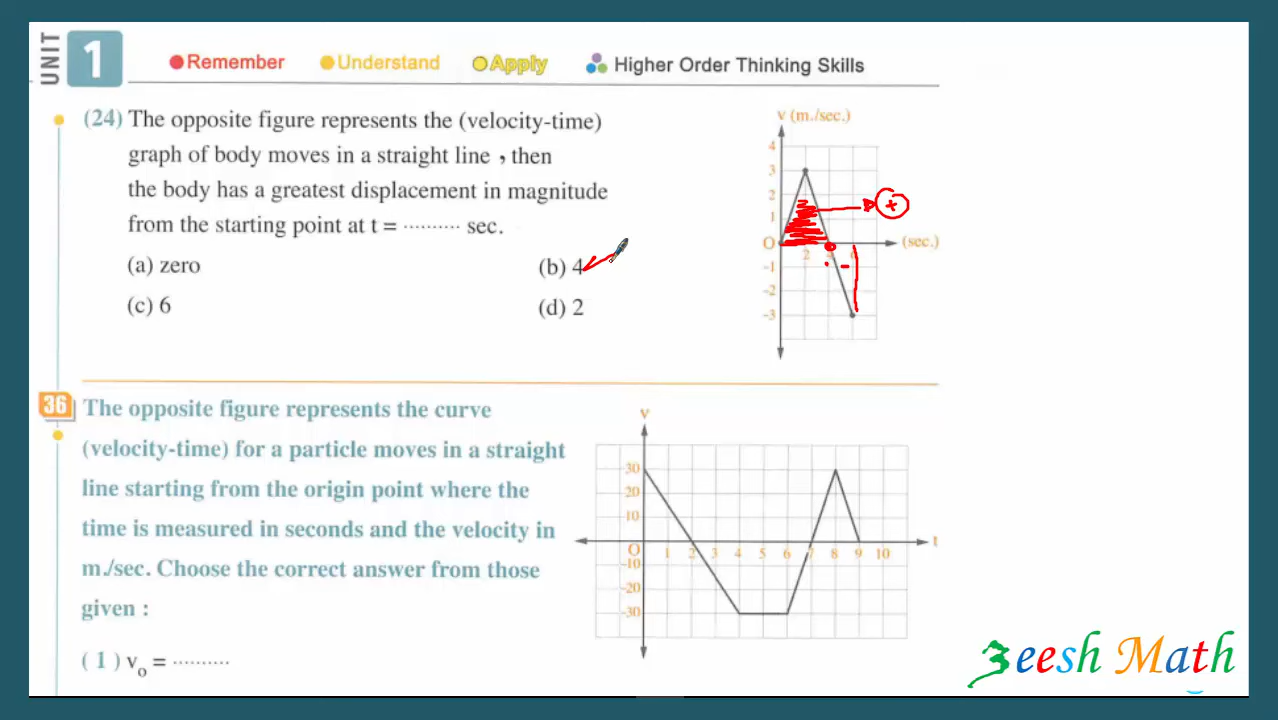 UNIT
1
Remember
Understand
Apply
Higher Order Thinking Skills
(24) The opposite figure represents the (velocity-time)
graph of body moves in a straight line , then
the body has a greatest displacement in magnitude
from the starting point at t = ·········· sec.
(a) zero
(b) 4
(c) 6
(d) 2
v (m./sec.)
4
3
2
1
O
2
4
6
(sec.)
-1
-2
-3
+
-
36
The opposite figure represents the curve
(velocity-time) for a particle moves in a straight
line starting from the origin point where the
time is measured in seconds and the velocity in
m./sec. Choose the correct answer from those
given :
( 1 ) v₀ = ··········
v
30
20
10
O
1 2 3 4 5 6 7 8 9 10
t
-10
-20
-30
Zeesh Math